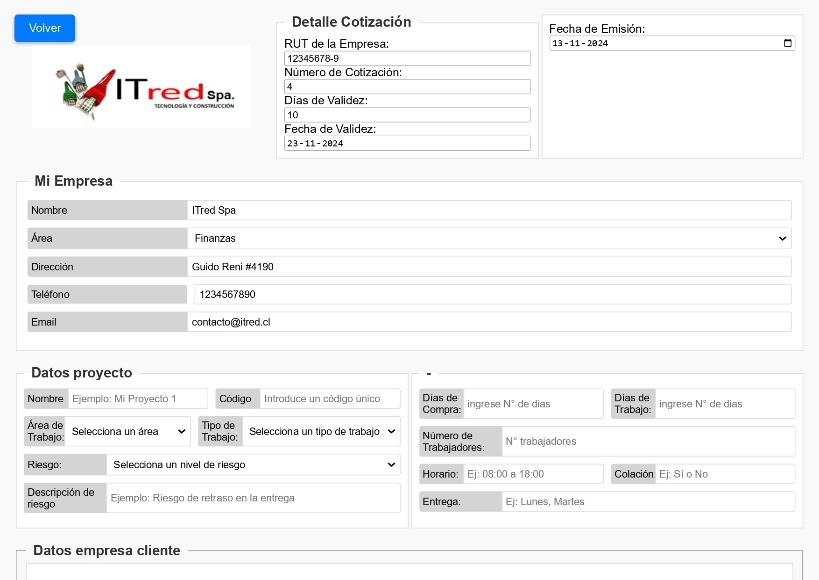 Volver
ITred Spa.
TECNOLOGÍA Y CONSTRUCCIÓN
Detalle Cotización
RUT de la Empresa:
12345678-9
Número de Cotización:
4
Días de Validez:
10
Fecha de Validez:
23-11-2024
Fecha de Emisión:
13-11-2024
Mi Empresa
Nombre ITred Spa
Área Finanzas
Dirección Guido Reni #4190
Teléfono 1234567890
Email contacto@itred.cl
Datos proyecto
Nombre Ejemplo: Mi Proyecto 1 Código Introduce un código único
Área de Trabajo: Selecciona un área Tipo de Trabajo: Selecciona un tipo de trabajo
Riesgo: Selecciona un nivel de riesgo
Descripción de riesgo Ejemplo: Riesgo de retraso en la entrega
-
Días de Compra: ingrese N° de dias Días de Trabajo: ingrese N° de dias
Número de Trabajadores: N° trabajadores
Horario: Ej: 08:00 a 18:00 Colación Ej: Sí o No
Entrega: Ej: Lunes, Martes
Datos empresa cliente